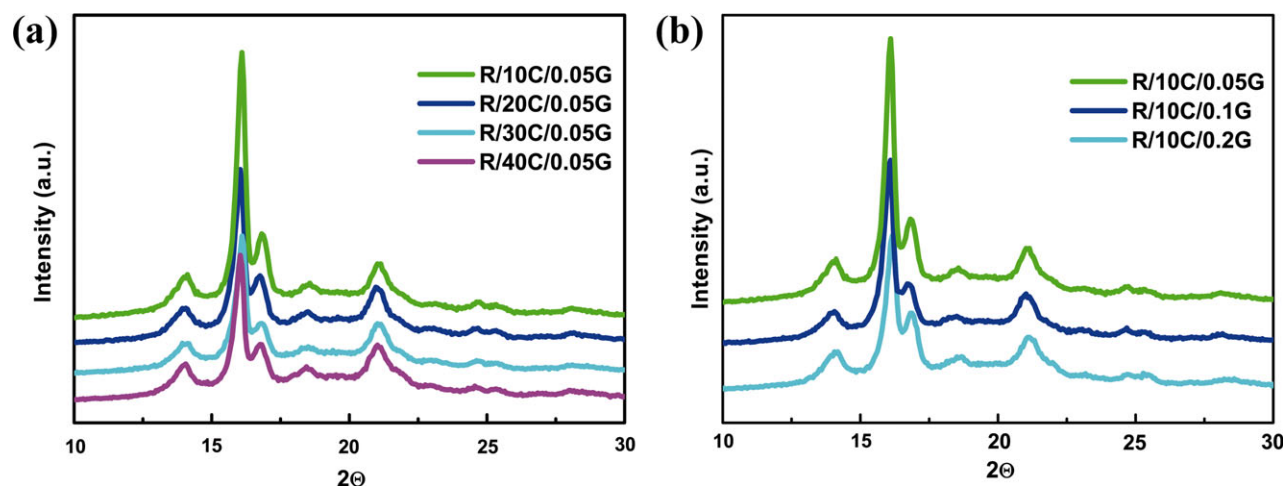 (a)
R/10C/0.05G
R/20C/0.05G
R/30C/0.05G
R/40C/0.05G
Intensity (a.u.)
10 15 20 25 30
2Θ
(b)
R/10C/0.05G
R/10C/0.1G
R/10C/0.2G
Intensity (a.u.)
10 15 20 25 30
2Θ